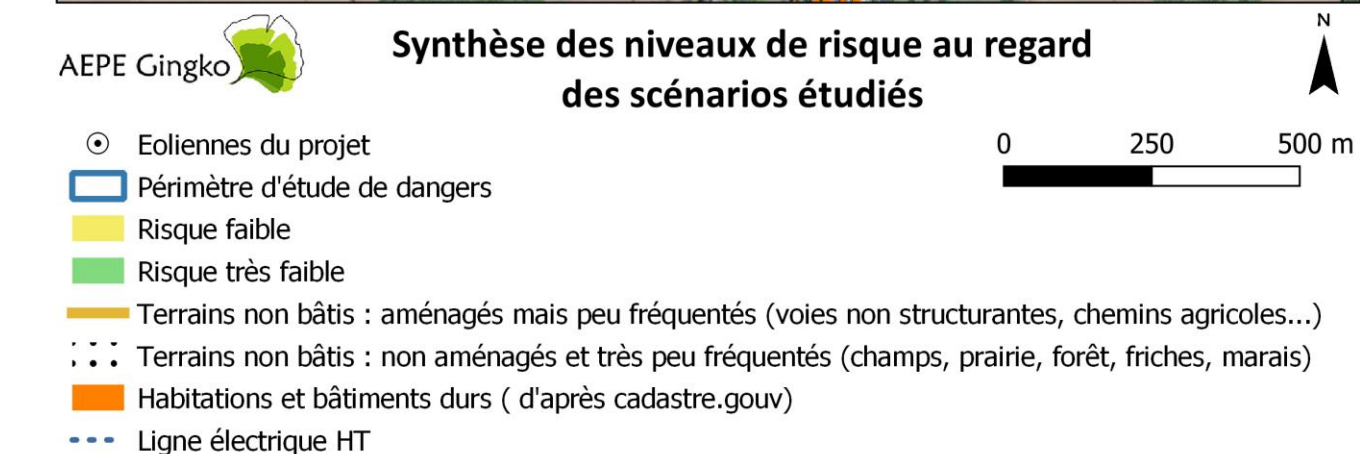 AEPE Gingko
Synthèse des niveaux de risque au regard
des scénarios étudiés
N
0 250 500 m
Eoliennes du projet
Périmètre d'étude de dangers
Risque faible
Risque très faible
Terrains non bâtis : aménagés mais peu fréquentés (voies non structurantes, chemins agricoles...)
Terrains non bâtis : non aménagés et très peu fréquentés (champs, prairie, forêt, friches, marais)
Habitations et bâtiments durs ( d'après cadastre.gouv)
Ligne électrique HT